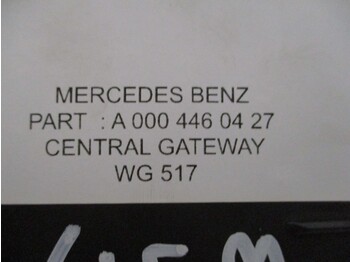 MERCEDES BENZ
PART : A 000 446 04 27
CENTRAL GATEWAY
WG 517